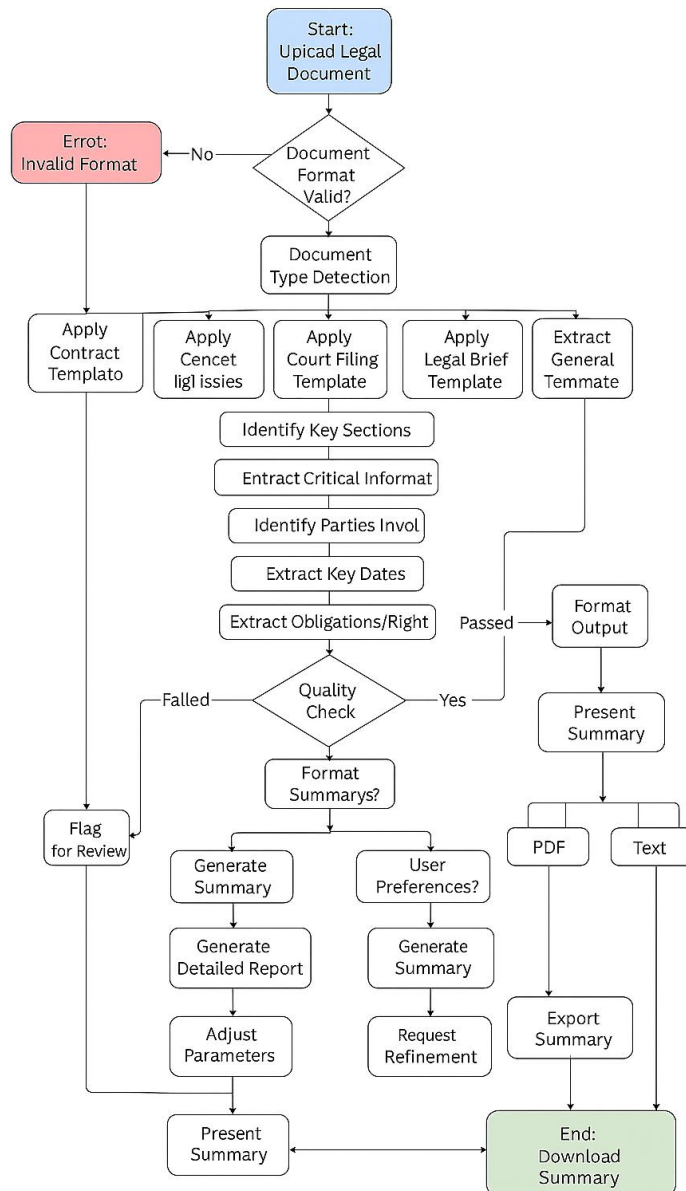 Start:
Upicad Legal
Document
Errot:
Invalid Format
No
Document
Format
Valid?
Document
Type Detection
Apply
Contract
Templato
Apply
Cencet
ligl issies
Apply
Court Filing
Template
Apply
Legal Brief
Template
Extract
General
Temmate
Identify Key Sections
Entract Critical Informat
Identify Parties Invol
Extract Key Dates
Extract Obligations/Right
Passed
Format
Output
Falled
Quality
Check
Yes
Present
Summary
Format
Summarys?
Flag
for Review
Generate
Summary
User
Preferences?
PDF
Text
Generate
Detailed Report
Generate
Summary
Adjust
Parameters
Request
Refinement
Export
Summary
Present
Summary
End:
Download
Summary